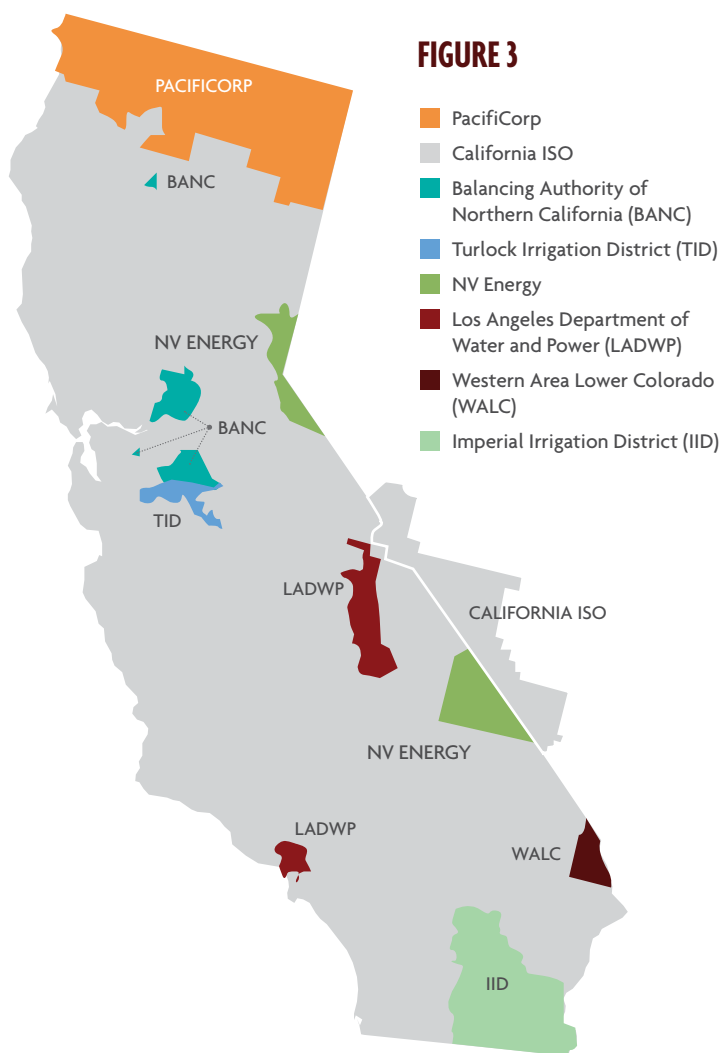 FIGURE 3
PacifiCorp
California ISO
Balancing Authority of
Northern California (BANC)
Turlock Irrigation District (TID)
NV Energy
Los Angeles Department of
Water and Power (LADWP)
Western Area Lower Colorado
(WALC)
Imperial Irrigation District (IID)
PACIFICORP
BANC
NV ENERGY
BANC
TID
LADWP
CALIFORNIA ISO
NV ENERGY
LADWP
WALC
IID